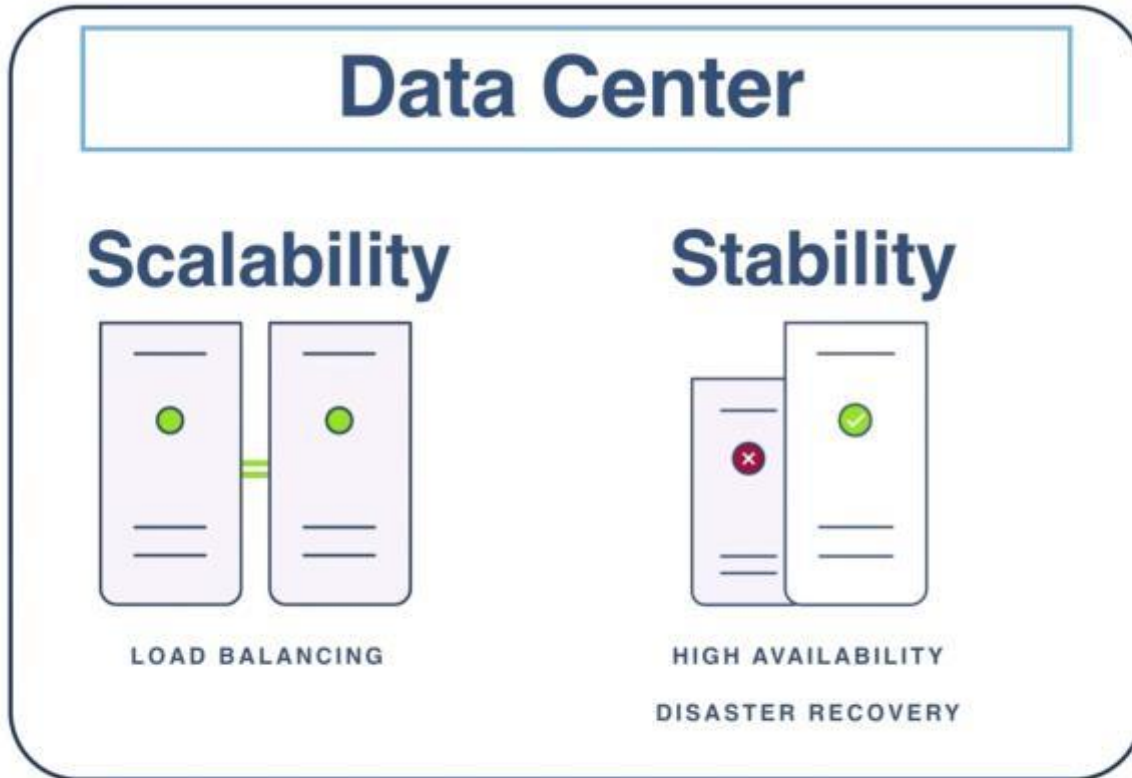 Data Center
Scalability
Stability
LOAD BALANCING
HIGH AVAILABILITY
DISASTER RECOVERY